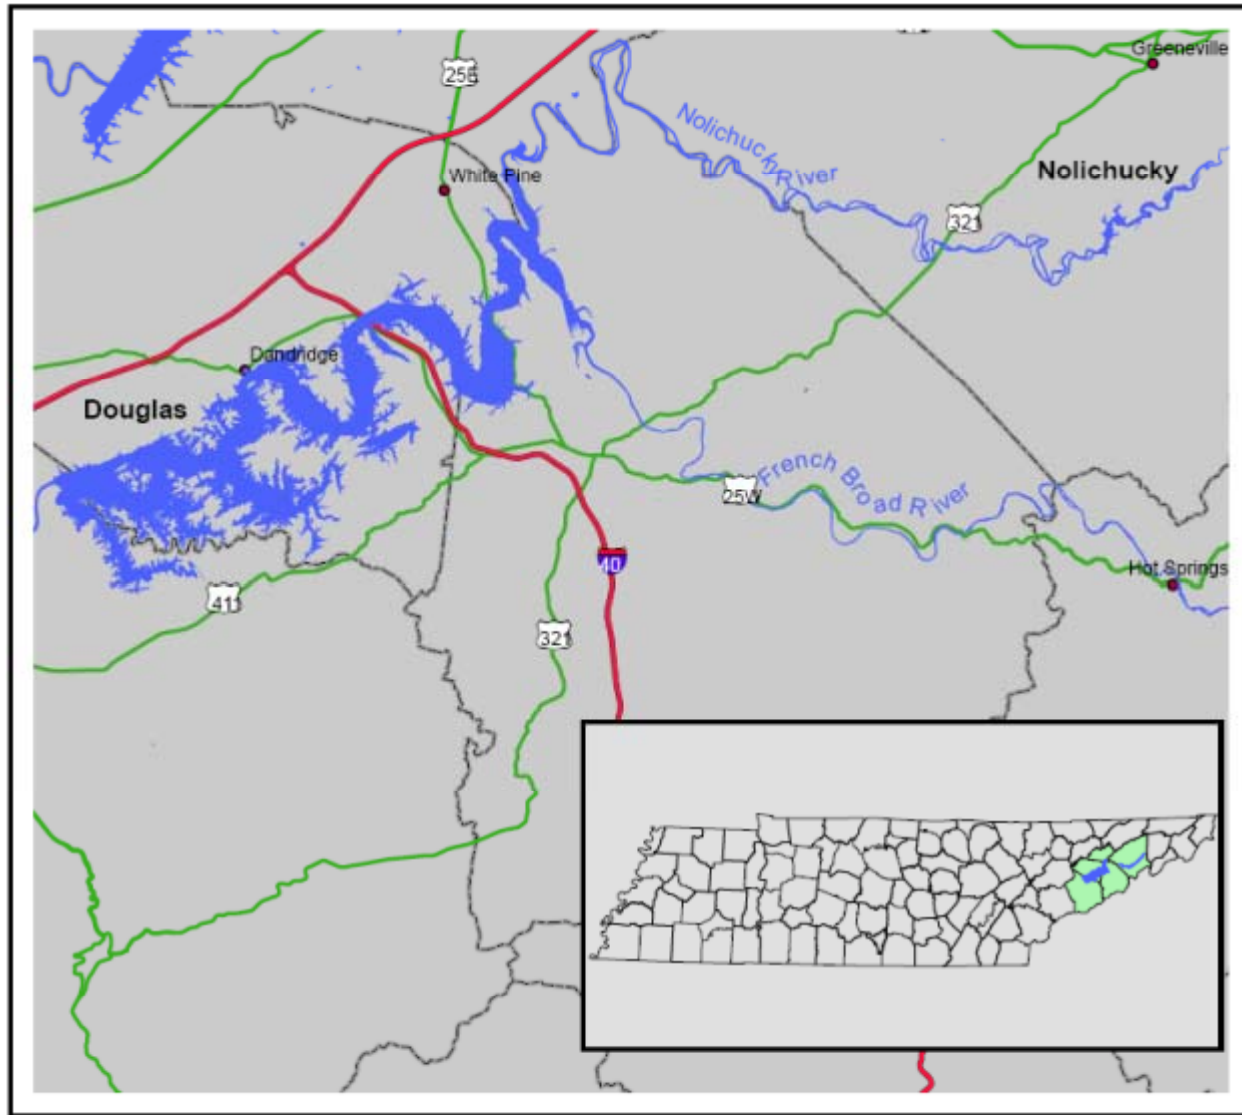 Greeneville
25E
Nolichucky River
Nolichucky
White Pine
321
Dandridge
Douglas
French Broad River
25W
40
Hot Springs
411
321